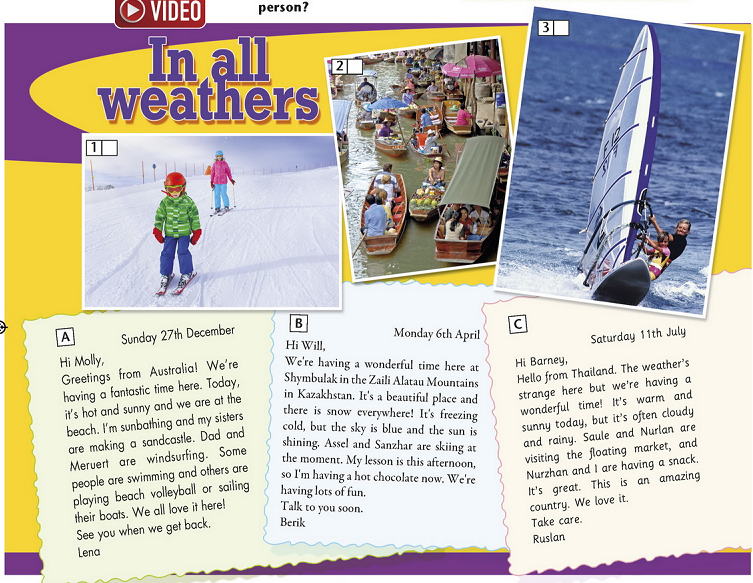 person?
VIDEO
In all
weathers
1
2
3
A
Sunday 27th December
Hi Molly,
Greetings from Australia! We're
having a fantastic time here. Today,
it's hot and sunny and we are at the
beach. I'm sunbathing and my sisters
are making a sandcastle. Dad and
Meruert are windsurfing. Some
people are swimming and others are
playing beach volleyball or sailing
their boats. We all love it here!
See you when we get back.
Lena
B
Monday 6th April
Hi Will,
We're having a wonderful time here at
Shymbulak in the Zaili Alatau Mountains
in Kazakhstan. It's a beautiful place and
there is snow everywhere! It's freezing
cold, but the sky is blue and the sun is
shining. Assel and Sanzhar are skiing at
the moment. My lesson is this afternoon,
so I'm having a hot chocolate now. We're
having lots of fun.
Talk to you soon.
Berik
C
Saturday 11th July
Hi Barney,
Hello from Thailand. The weather's
strange here but we're having a
wonderful time! It's warm and
sunny today, but it's often cloudy
and rainy. Saule and Nurlan are
visiting the floating market, and
Nurzhan and I are having a snack.
It's great. This is an amazing
country. We love it.
Take care.
Ruslan